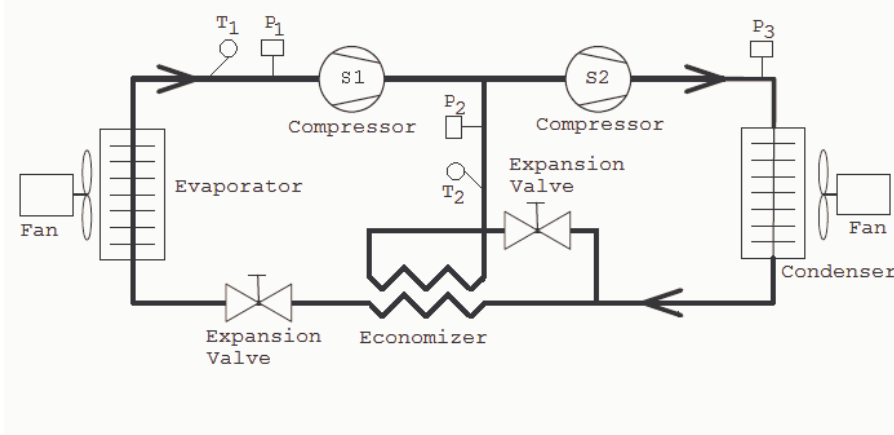 T1
P1
P3
S1
S2
Compressor
P2
Compressor
Expansion
Valve
T2
Evaporator
Fan
Fan
Condenser
Expansion
Valve
Economizer